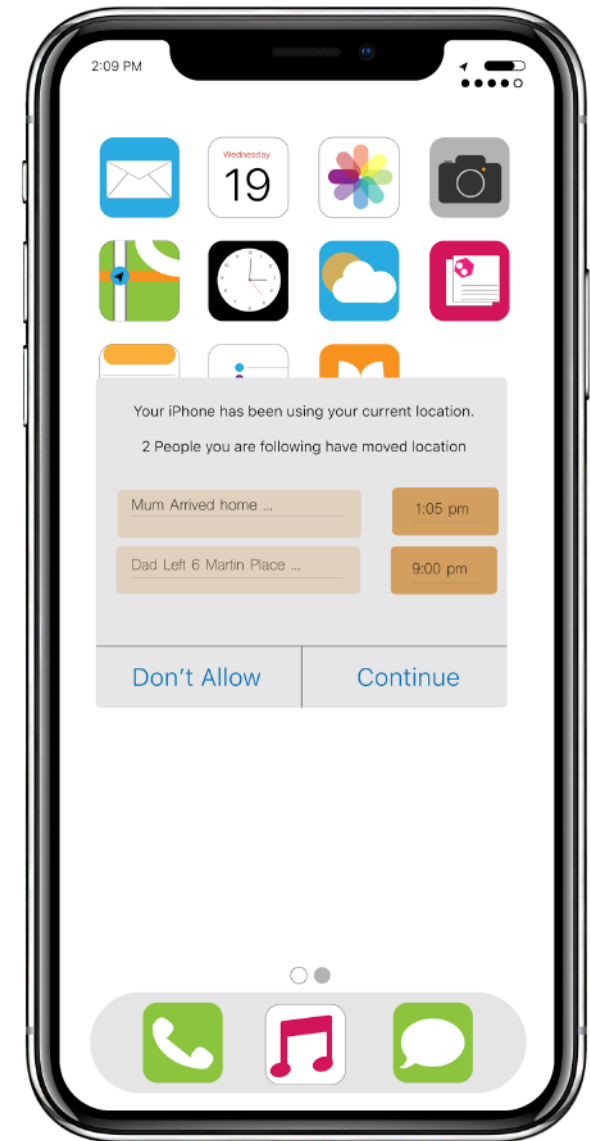 2:09 PM
Wednesday
19
Your iPhone has been using your current location.
2 People you are following have moved location
Mum Arrived home ...
1:05 pm
Dad Left 6 Martin Place ...
9:00 pm
Don't Allow
Continue